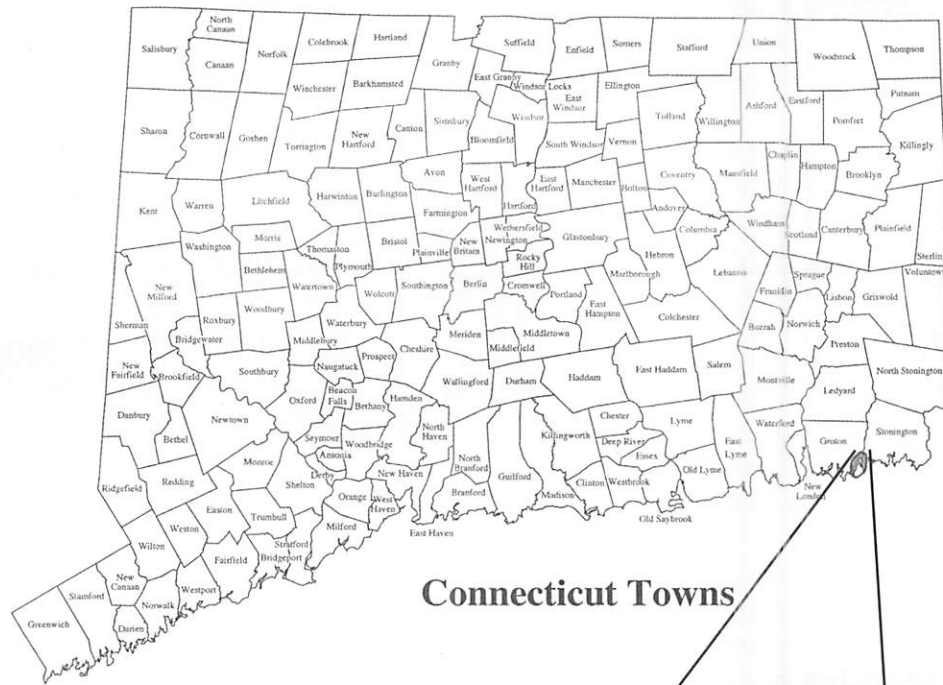 North
Canaan
Salisbury
Canaan
Norfolk
Colebrook
Hartland
Granby
Suffield
Enfield
Somers
Stafford
Union
Woodstock
Thompson
Winchester
Barkhamsted
East Granby
Windsor Locks
East
Windsor
Ellington
Putnam
Sharon
Cornwall
Goshen
Torrington
New
Hartford
Canton
Simsbury
Bloomfield
Windsor
South Windsor
Vernon
Tolland
Willington
Ashford
Eastford
Pomfret
Killingly
Kent
Warren
Litchfield
Harwinton
Burlington
Avon
West
Hartford
Hartford
East
Hartford
Manchester
Bolton
Coventry
Mansfield
Chaplin
Hampton
Brooklyn
Farmington
Wethersfield
Andover
Columbia
Windham
Scotland
Canterbury
Plainfield
Sterling
Washington
Morris
Bethlehem
Thomaston
Plymouth
Bristol
Plainville
New
Britain
Newington
Rocky
Hill
Glastonbury
Marlborough
Hebron
Lebanon
Franklin
Sprague
Lisbon
Griswold
Voluntown
New
Milford
Watertown
Wolcott
Southington
Berlin
Cromwell
Portland
East
Hampton
Colchester
Bozrah
Norwich
Preston
Sherman
Roxbury
Woodbury
Bridgewater
Waterbury
Middlebury
Cheshire
Meriden
Middletown
Middlefield
New
Fairfield
Brookfield
Southbury
Naugatuck
Prospect
Beacon
Falls
Wallingford
Durham
Haddam
East Haddam
Salem
Montville
Ledyard
North Stonington
Danbury
Bethel
Newtown
Oxford
Bethany
Hamden
Seymour
Woodbridge
North
Haven
North
Branford
Guilford
Killingworth
Chester
Deep River
Essex
Lyme
East
Lyme
Waterford
Groton
Stonington
Ridgefield
Redding
Monroe
Ansonia
Derby
Shelton
New Haven
Orange
West
Haven
Branford
Madison
Clinton
Westbrook
Old Lyme
New
London
Wilton
Weston
Easton
Trumbull
Milford
East Haven
Old Saybrook
Stratford
Bridgeport
Fairfield
New
Canaan
Norwalk
Westport
Stamford
Greenwich
Darien
Connecticut Towns